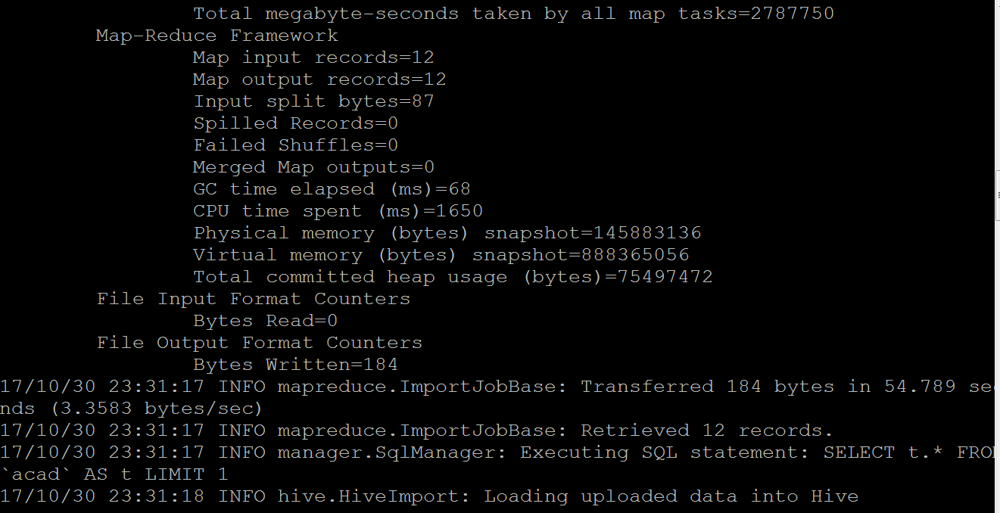 Total megabyte-seconds taken by all map tasks=2787750
Map-Reduce Framework
Map input records=12
Map output records=12
Input split bytes=87
Spilled Records=0
Failed Shuffles=0
Merged Map outputs=0
GC time elapsed (ms)=68
CPU time spent (ms)=1650
Physical memory (bytes) snapshot=145883136
Virtual memory (bytes) snapshot=888365056
Total committed heap usage (bytes)=75497472
File Input Format Counters
Bytes Read=0
File Output Format Counters
Bytes Written=184
17/10/30 23:31:17 INFO mapreduce.ImportJobBase: Transferred 184 bytes in 54.789 seco
nds (3.3583 bytes/sec)
17/10/30 23:31:17 INFO mapreduce.ImportJobBase: Retrieved 12 records.
17/10/30 23:31:17 INFO manager.SqlManager: Executing SQL statement: SELECT t.* FROM
`acad` AS t LIMIT 1
17/10/30 23:31:18 INFO hive.HiveImport: Loading uploaded data into Hive